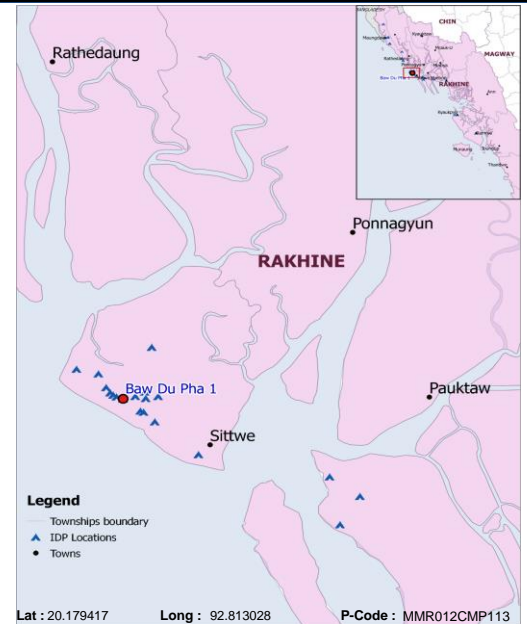 Rathedaung
CHIN
MAGWAY
RAKHINE
Ponnagyun
RAKHINE
Baw Du Pha 1
Pauktaw
Sittwe
Legend
Townships boundary
IDP Locations
Towns
Lat : 20.179417 Long : 92.813028 P-Code : MMR012CMP113